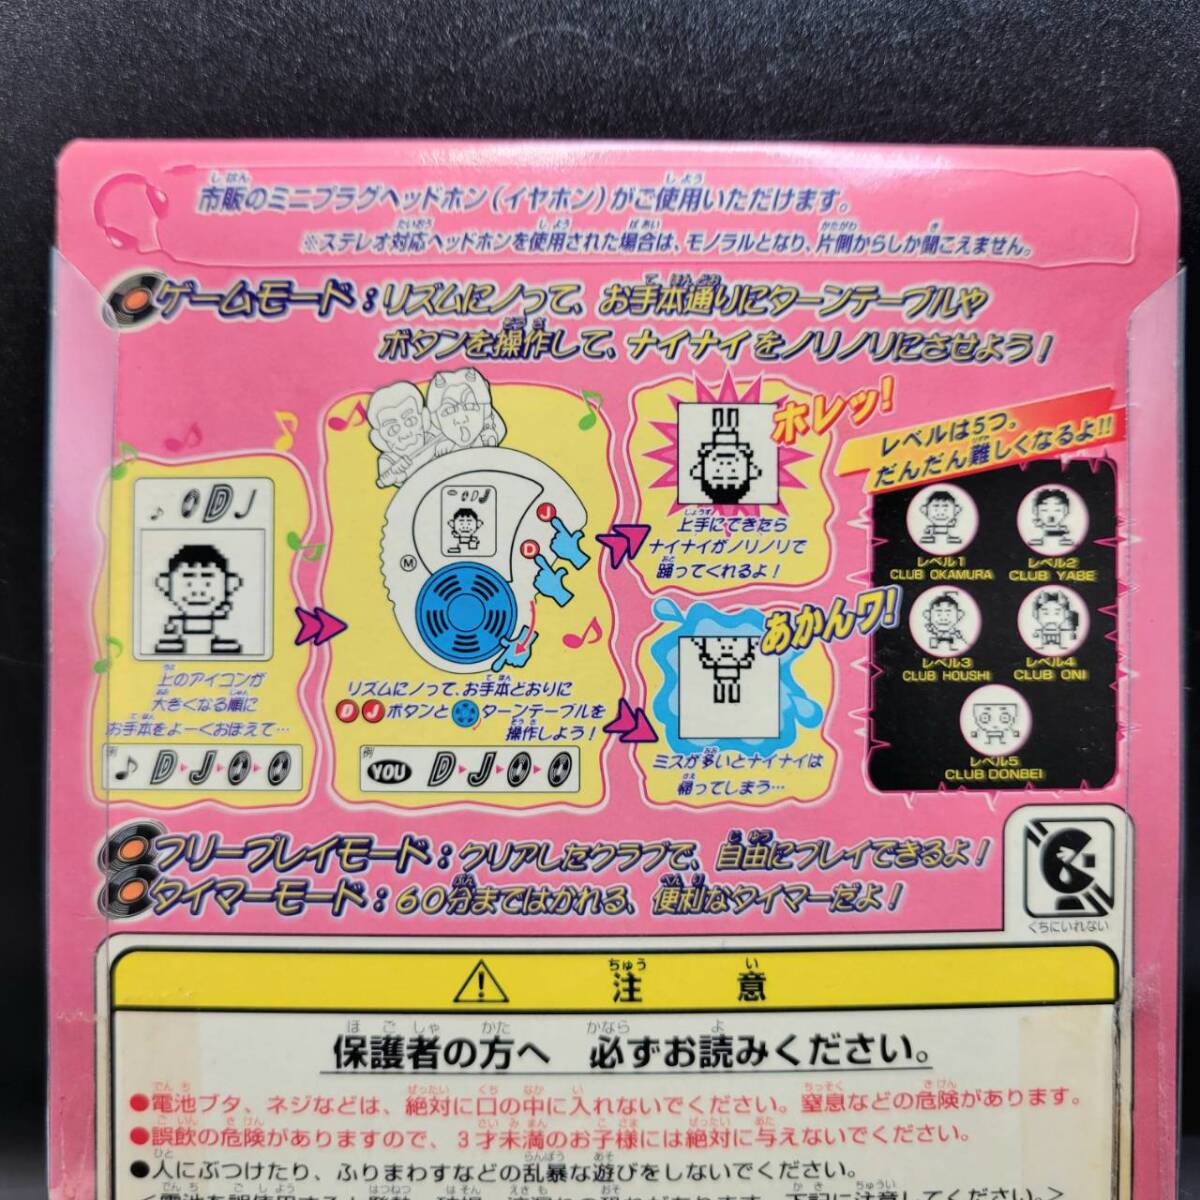 市販のミニプラグヘッドホン(イヤホン)がご使用いただけます。
※ステレオ対応ヘッドホンを使用された場合は、モノラルとなり、片側からしか聞こえません。
ゲームモード：リズムにノって、お手本通りにターンテーブルや
ボタンを操作して、ナイナイをノリノリにさせよう！
DJ
上のアイコンが
大きくなる順に
お手本をよーくおぼえて…
例 D J
DJ
J
D
M
リズムにノって、お手本どおりに
DJボタンとターンテーブルを
操作しよう！
例 YOU D J
ホレッ！
上手にできたら
ナイナイがノリノリで
踊ってくれるよ！
あかんワ！
ミスが多いとナイナイは
帰ってしまう…
レベルは5つ。
だんだん難しくなるよ!!
レベル1
CLUB OKAMURA
レベル2
CLUB YABE
レベル3
CLUB HOUSHI
レベル4
CLUB ONI
レベル5
CLUB DONBEI
フリープレイモード：クリアしたクラブで、自由にプレイできるよ！
タイマーモード：60分まではかれる、便利なタイマーだよ！
くちにいれない
注意
保護者の方へ 必ずお読みください。
●電池ブタ、ネジなどは、絶対に口の中に入れないでください。窒息などの危険があります。
●誤飲の危険がありますので、3才未満のお子様には絶対に与えないでください。
●人にぶつけたり、ふりまわすなどの乱暴な遊びをしないでください。